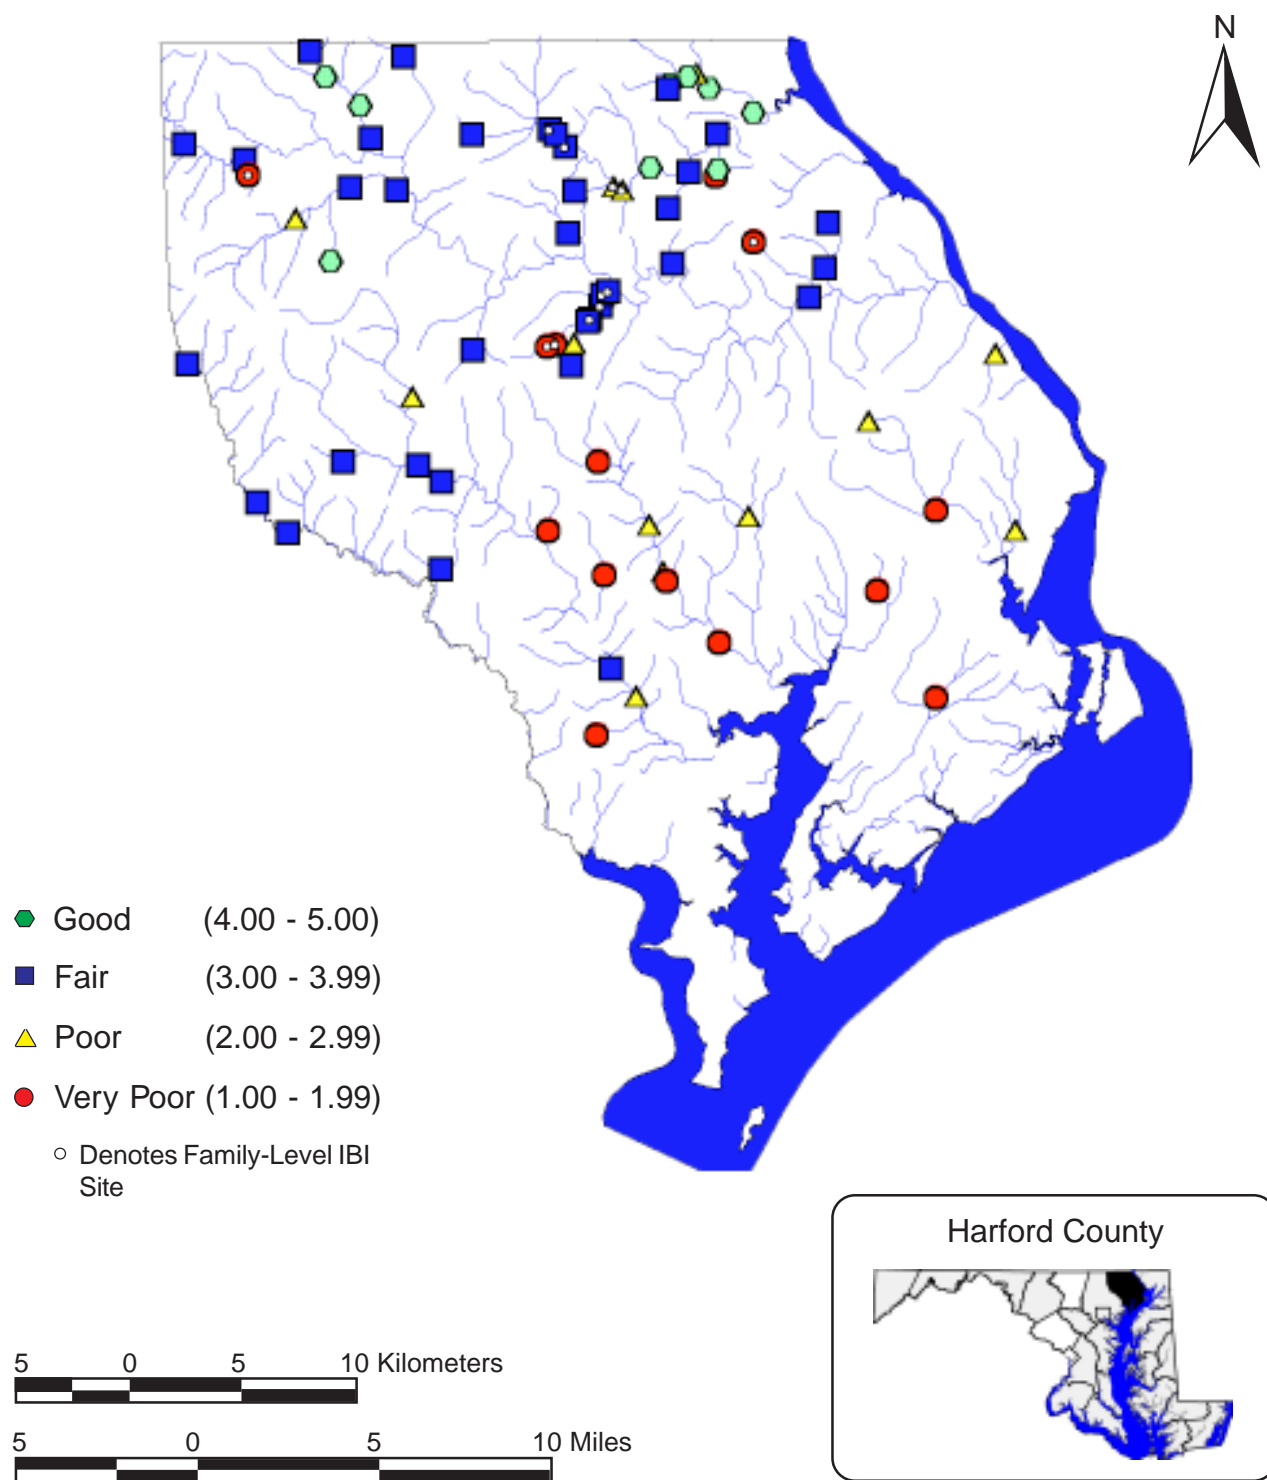 N
Good (4.00 - 5.00)
Fair (3.00 - 3.99)
Poor (2.00 - 2.99)
Very Poor (1.00 - 1.99)
Denotes Family-Level IBI
Site
Harford County
5 0 5 10 Kilometers
5 0 5 10 Miles